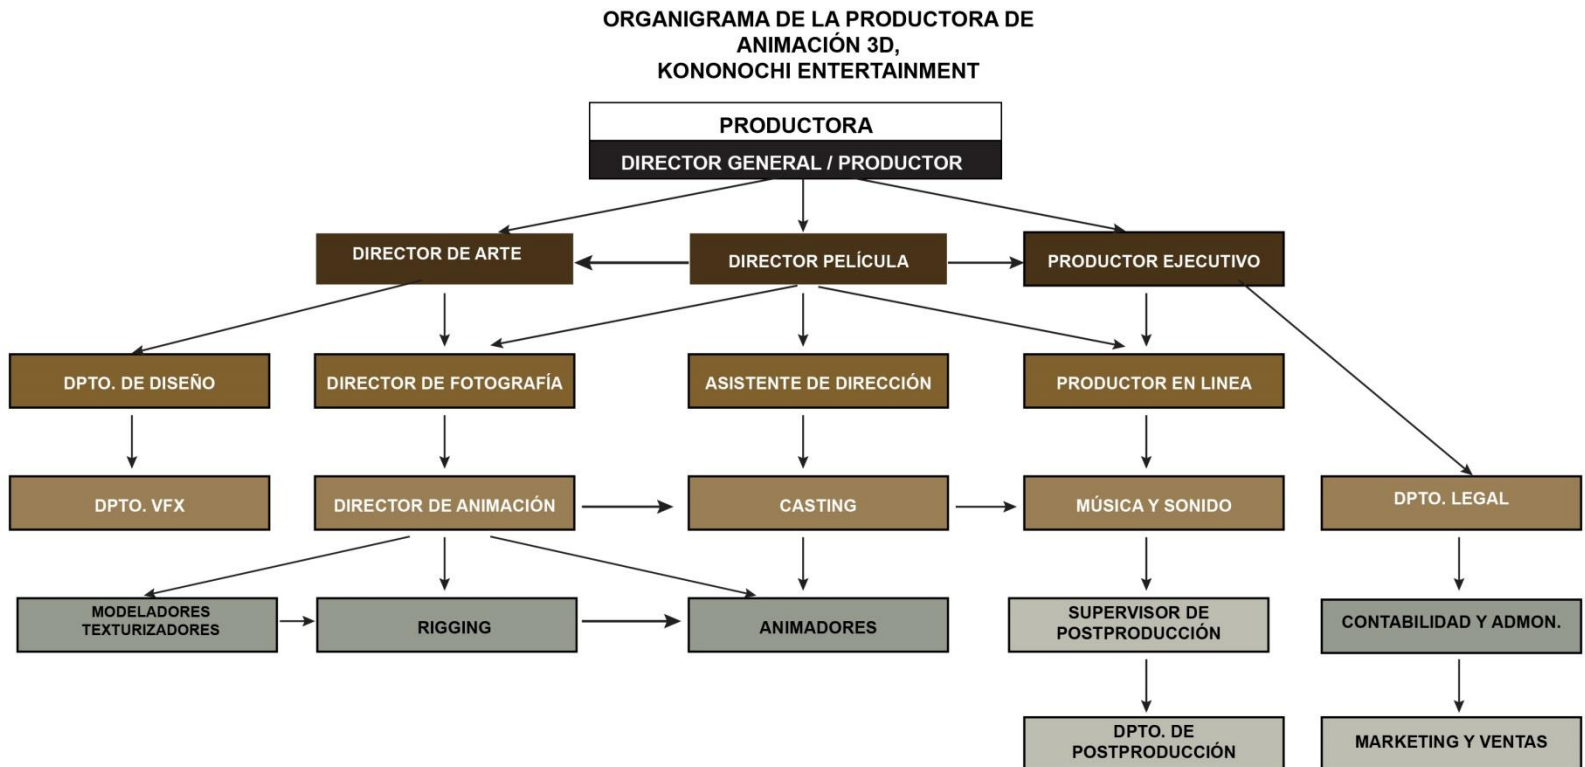 ORGANIGRAMA DE LA PRODUCTORA DE
ANIMACIÓN 3D,
KONONOCHI ENTERTAINMENT
PRODUCTORA
DIRECTOR GENERAL / PRODUCTOR
DIRECTOR DE ARTE
DIRECTOR PELÍCULA
PRODUCTOR EJECUTIVO
DPTO. DE DISEÑO
DIRECTOR DE FOTOGRAFÍA
ASISTENTE DE DIRECCIÓN
PRODUCTOR EN LINEA
DPTO. VFX
DIRECTOR DE ANIMACIÓN
CASTING
MÚSICA Y SONIDO
DPTO. LEGAL
MODELADORES
TEXTURIZADORES
RIGGING
ANIMADORES
SUPERVISOR DE
POSTPRODUCCIÓN
CONTABILIDAD Y ADMON.
DPTO. DE
POSTPRODUCCIÓN
MARKETING Y VENTAS